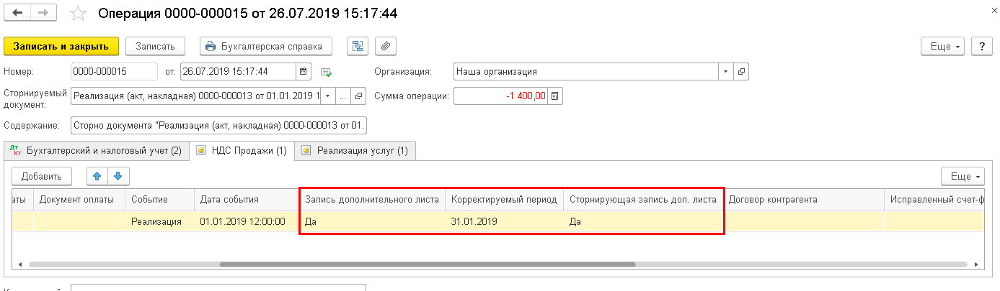 Операция 0000-000015 от 26.07.2019 15:17:44
Записать и закрыть Записать Бухгалтерская справка Еще ?
Номер: 0000-000015 от: 26.07.2019 15:17:44 Организация: Наша организация
Сторнируемый документ: Реализация (акт, накладная) 0000-000013 от 01.01.2019 1 ... Сумма операции: -1 400,00
Содержание: Сторно документа "Реализация (акт, накладная) 0000-000013 от 01.
Дт Кт Бухгалтерский и налоговый учет (2) НДС Продажи (1) Реализация услуг (1)
Добавить Еще
аты Документ оплаты Событие Дата события Запись дополнительного листа Корректируемый период Сторнирующая запись доп. листа Договор контрагента Исправленный счет-ф
Реализация 01.01.2019 12:00:00 Да 31.01.2019 Да